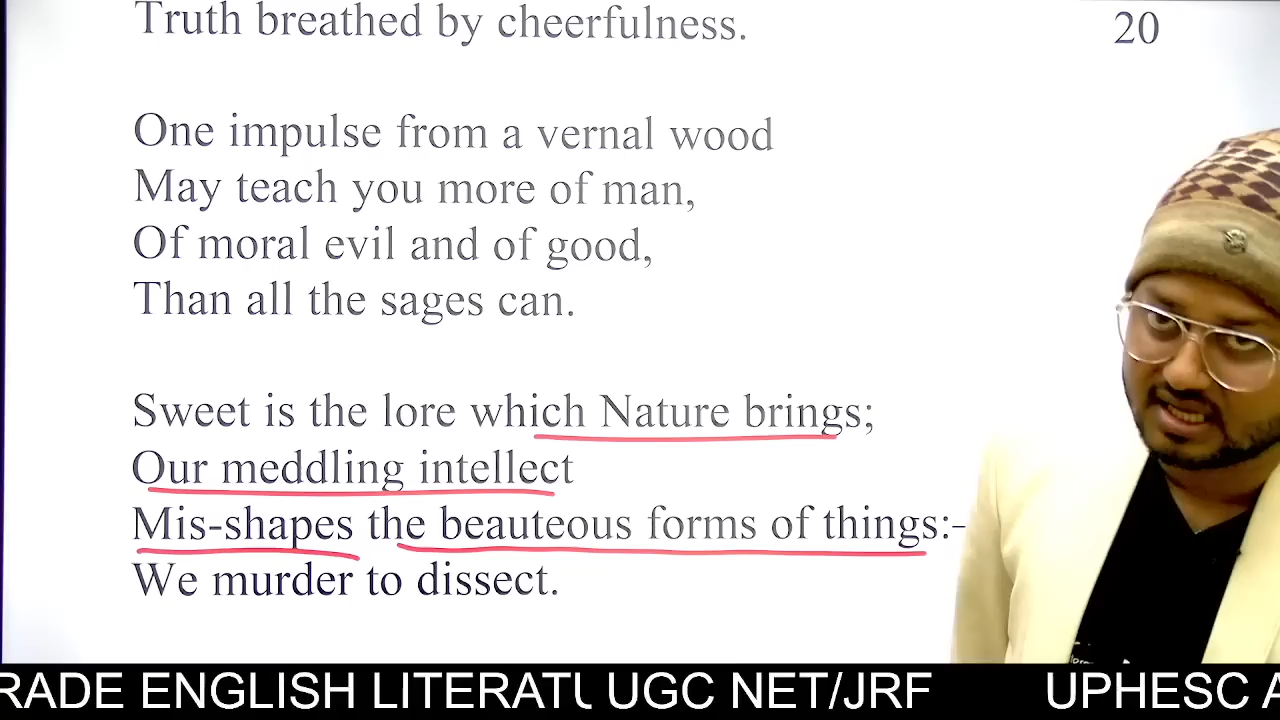 Truth breathed by cheerfulness. 20
One impulse from a vernal wood
May teach you more of man,
Of moral evil and of good,
Than all the sages can.
Sweet is the lore which Nature brings;
Our meddling intellect
Mis-shapes the beauteous forms of things:-
We murder to dissect.
RADE ENGLISH LITERATU UGC NET/JRF UPHESC A